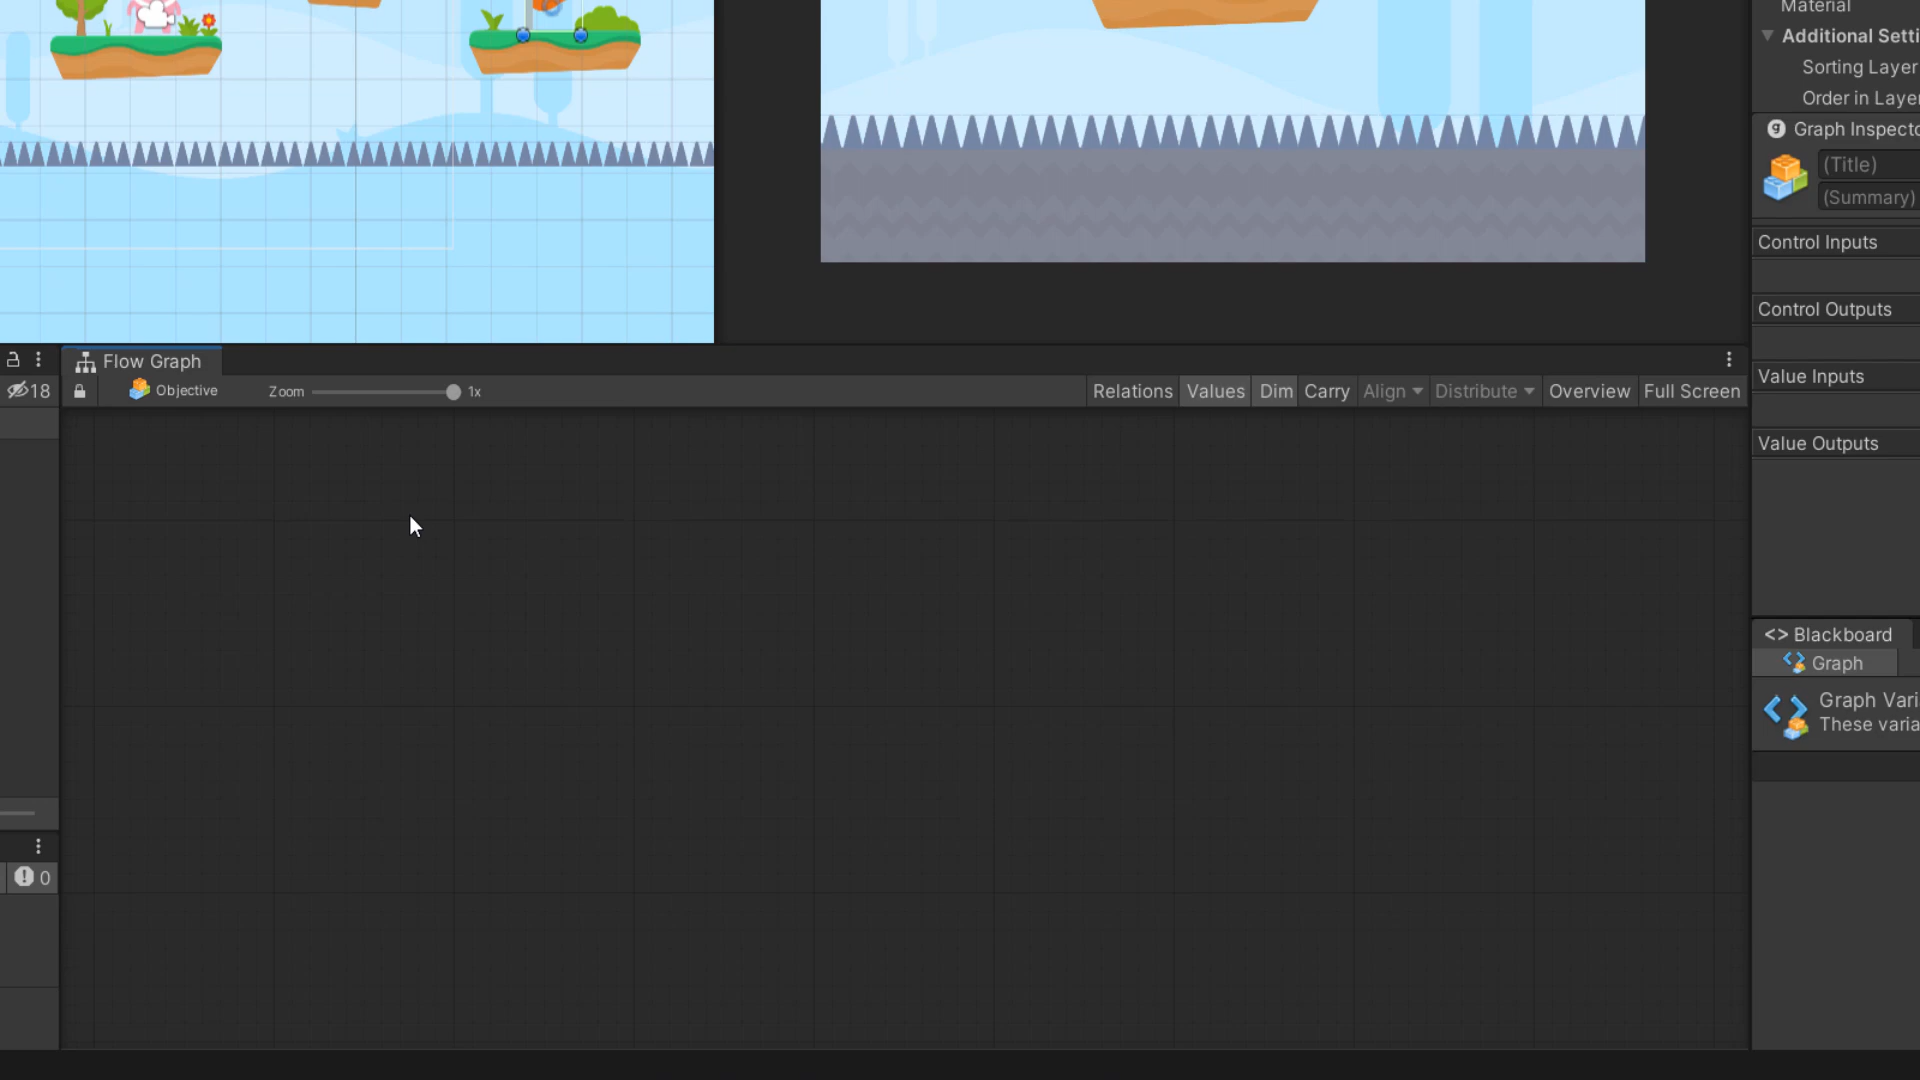 Material
Additional Setti
Sorting Layer
Order in Layer
Graph Inspecto
(Title)
(Summary)
Control Inputs
Control Outputs
Value Inputs
Value Outputs
Flow Graph
18
Objective
Zoom 1x
Relations Values Dim Carry Align Distribute Overview Full Screen
<> Blackboard
Graph
Graph Vari
These varia
0